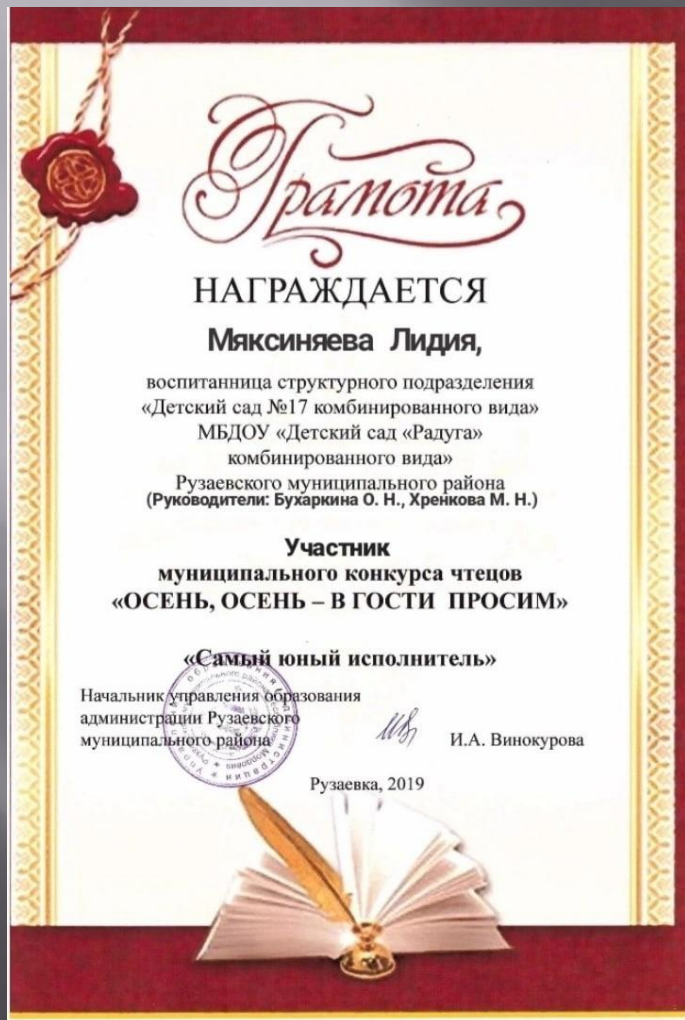 Грамота
НАГРАЖДАЕТСЯ
Мяксиняева Лидия,
воспитанница структурного подразделения
«Детский сад №17 комбинированного вида»
МБДОУ «Детский сад «Радуга»
комбинированного вида»
Рузаевского муниципального района
(Руководители: Бухаркина О. Н., Хренкова М. Н.)
Участник
муниципального конкурса чтецов
«ОСЕНЬ, ОСЕНЬ – В ГОСТИ ПРОСИМ»
«Самый юный исполнитель»
Начальник управления образования
администрации Рузаевского
муниципального района
И.А. Винокурова
Рузаевка, 2019